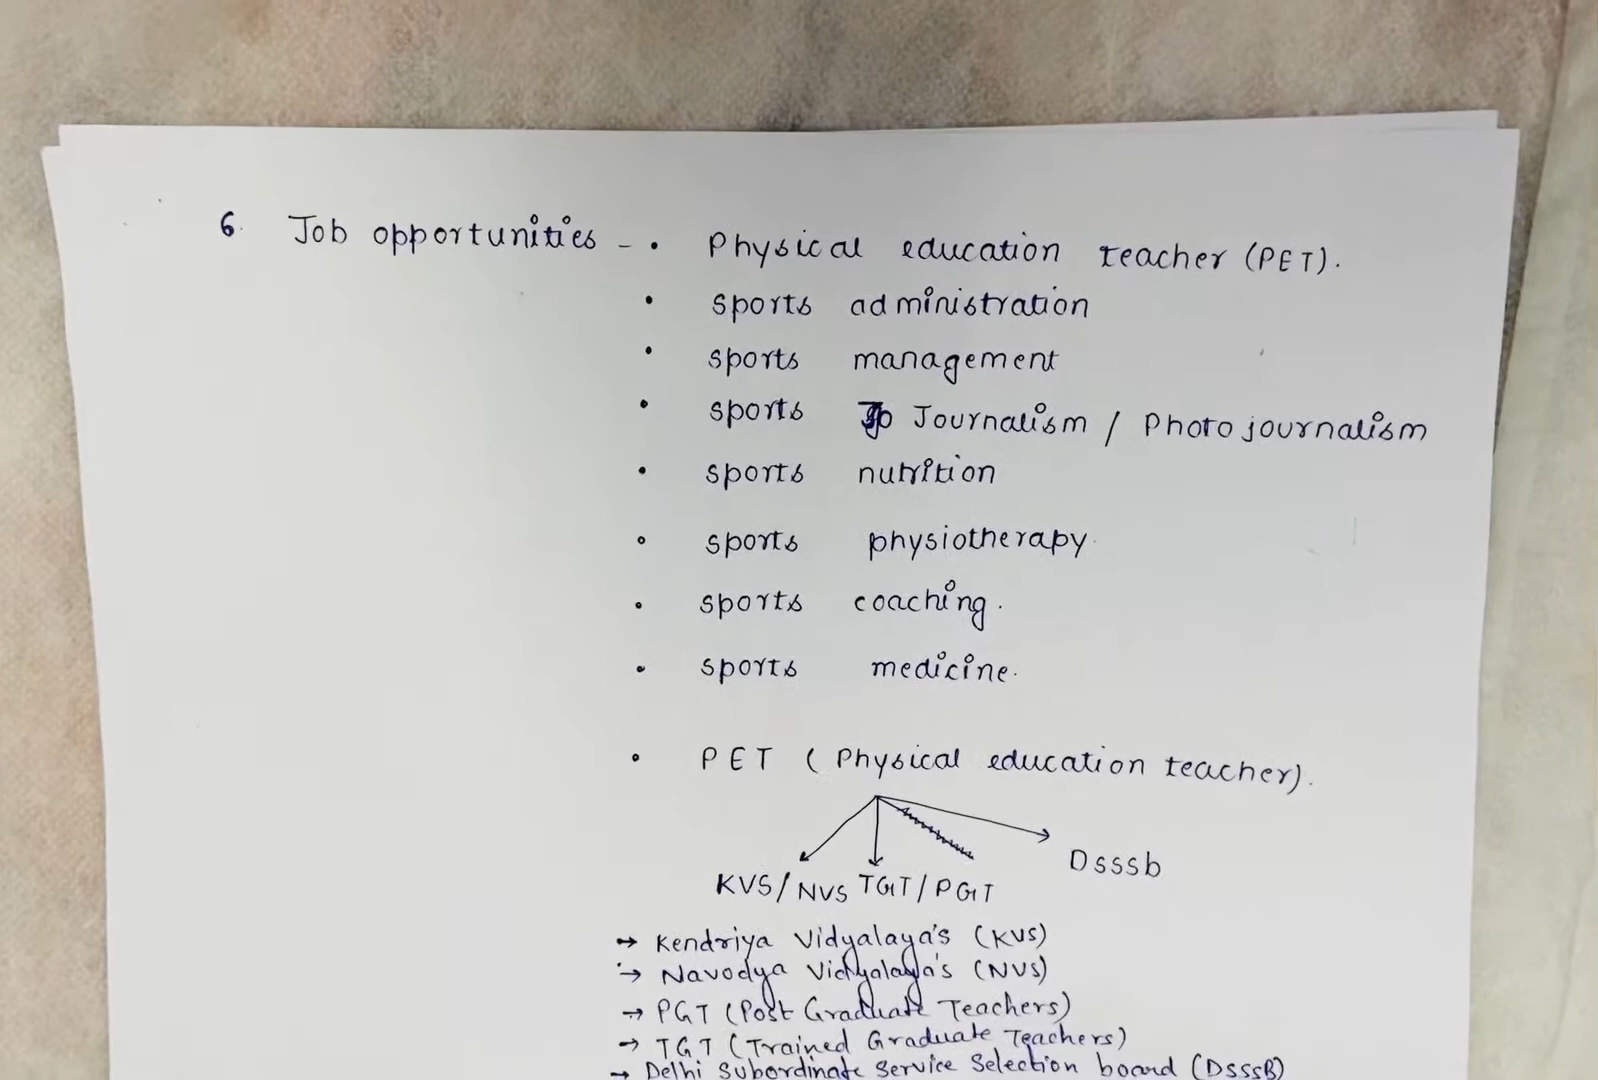 6. Job opportunities - • Physical education teacher (PET).
• sports administration
• sports management
• sports Journalism / Photo journalism
• sports nutrition
• sports physiotherapy.
• sports coaching.
• sports medicine.
• PET (Physical education teacher).
Dsssb
KVS/NVS TGT/PGT
→ Kendriya Vidyalaya's (KVS)
→ Navodya Vidyalaya's (NVS)
→ PGT (Post Graduate Teachers)
→ TGT (Trained Graduate Teachers)
→ Delhi Subordinate Service Selection board (DSSSB)